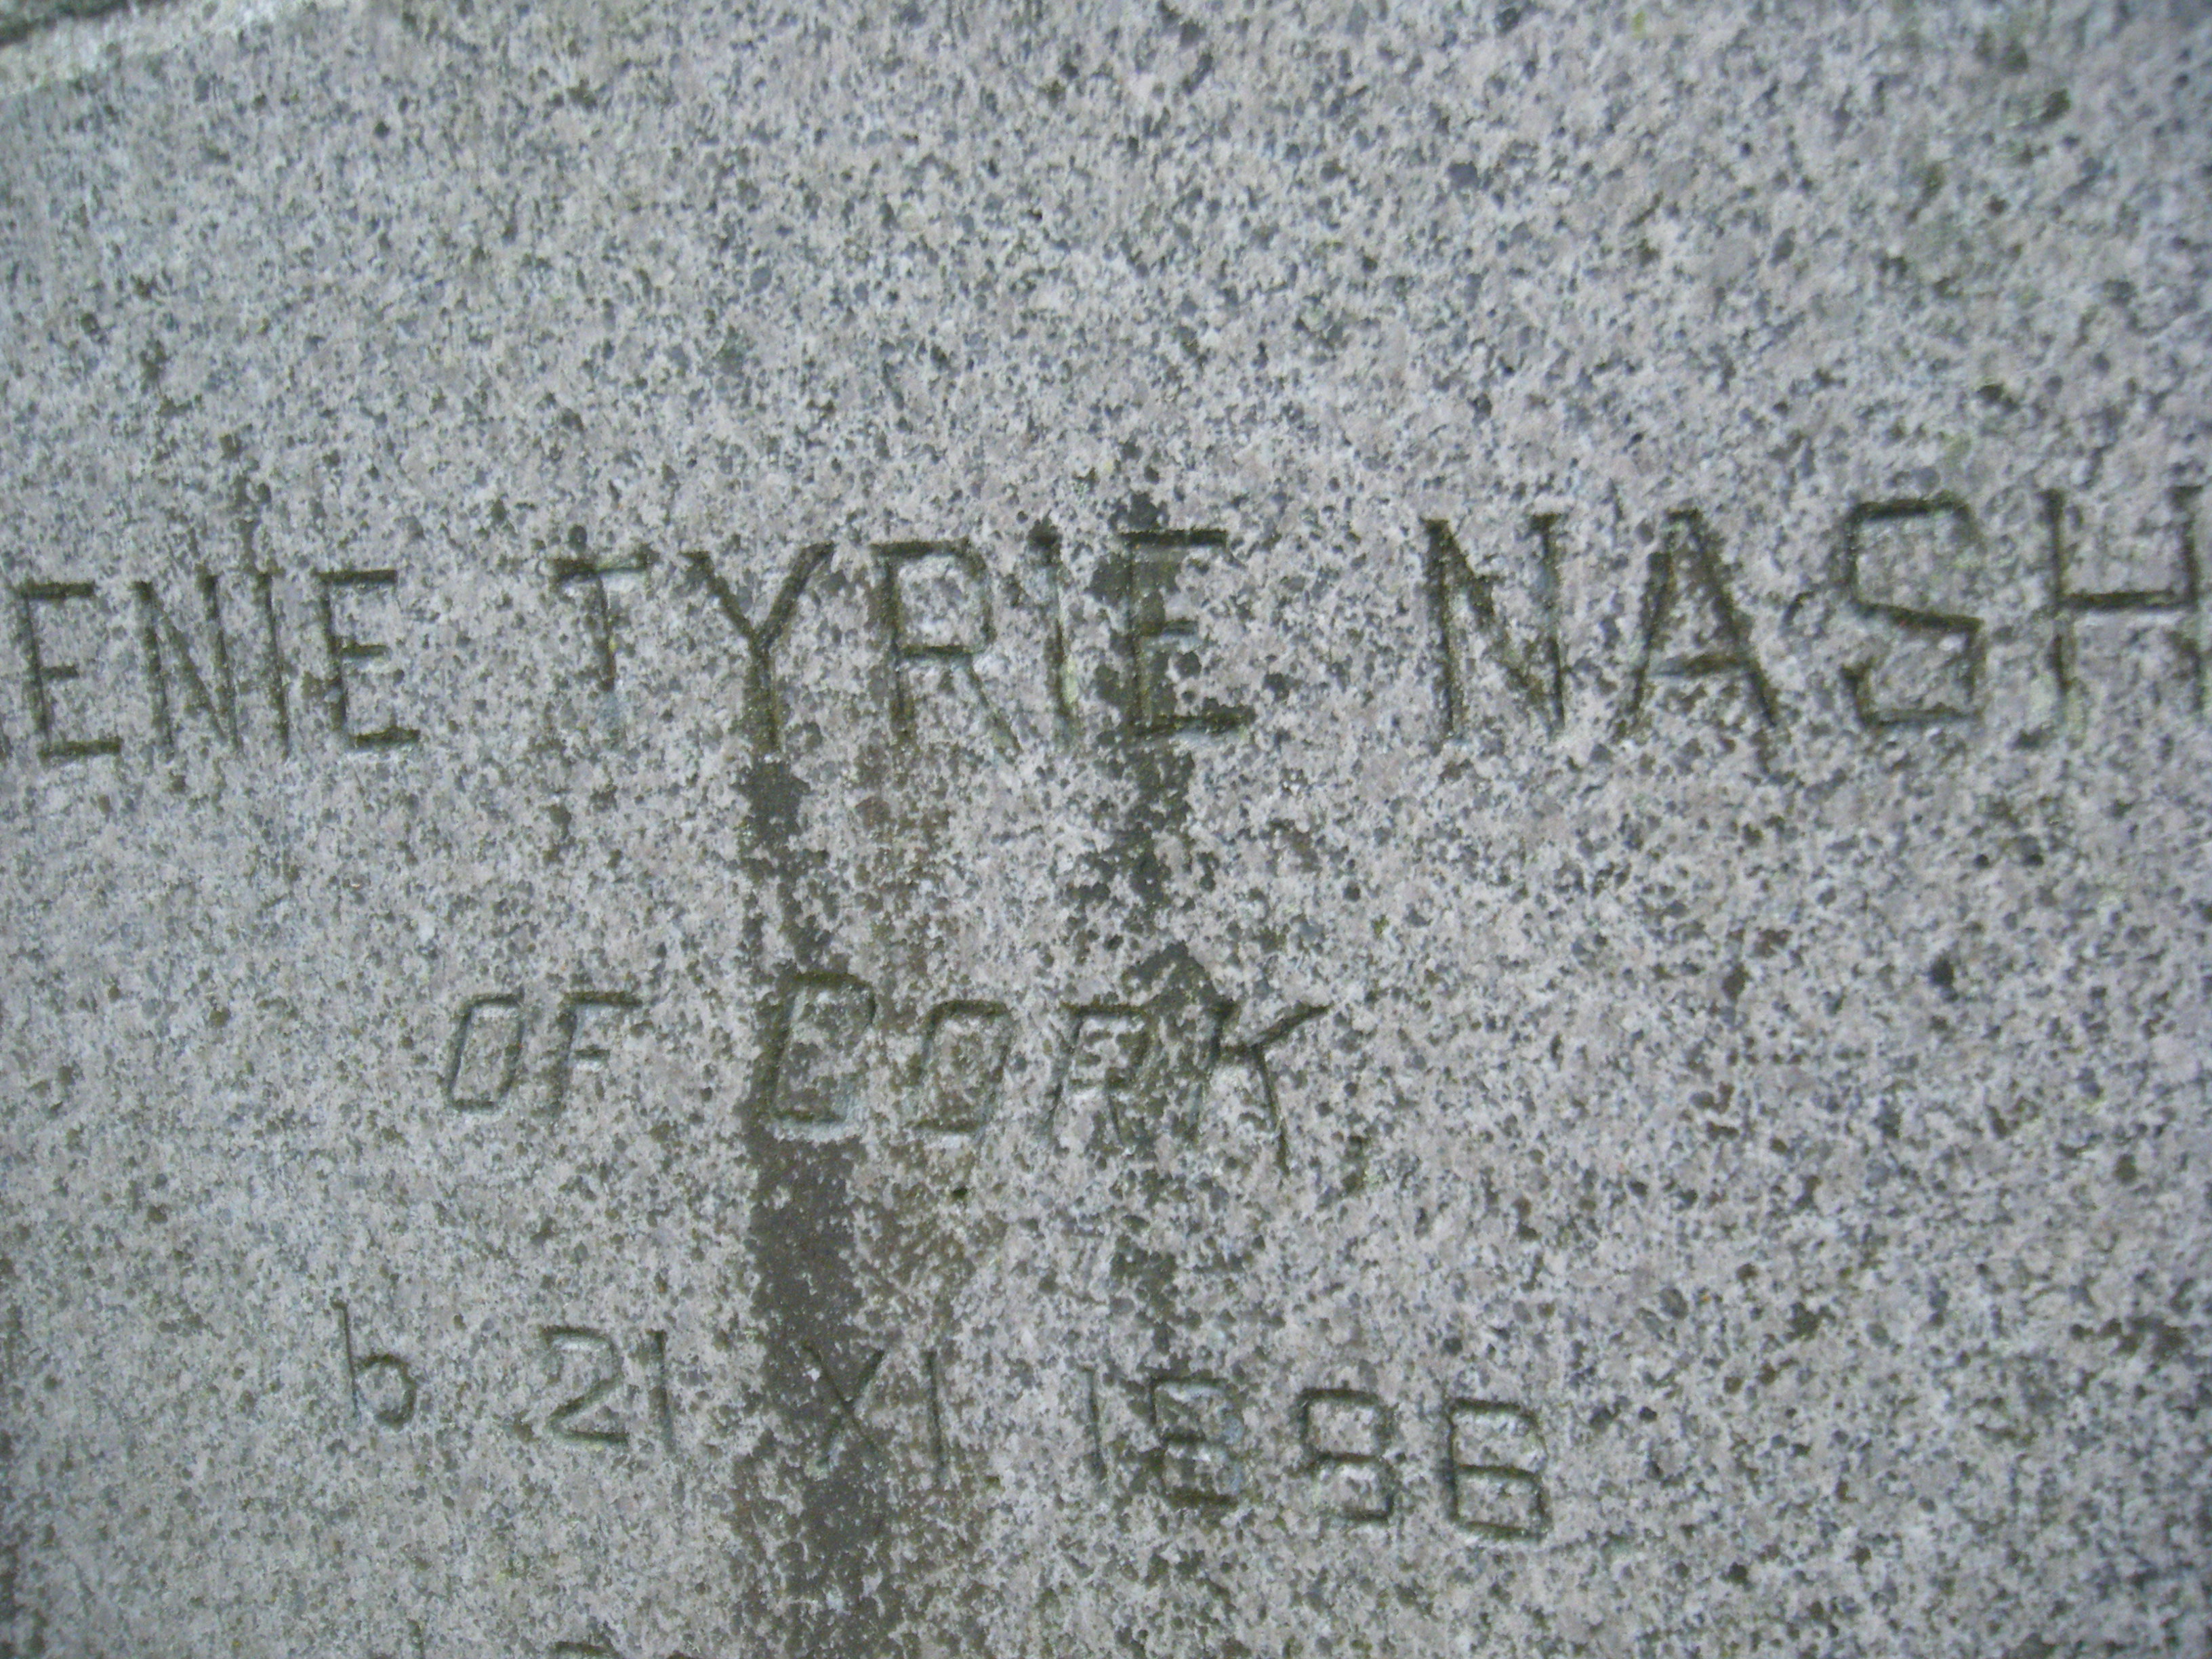 ENIE TYRIE NASH
OF CORK,
b 21 XI 1886